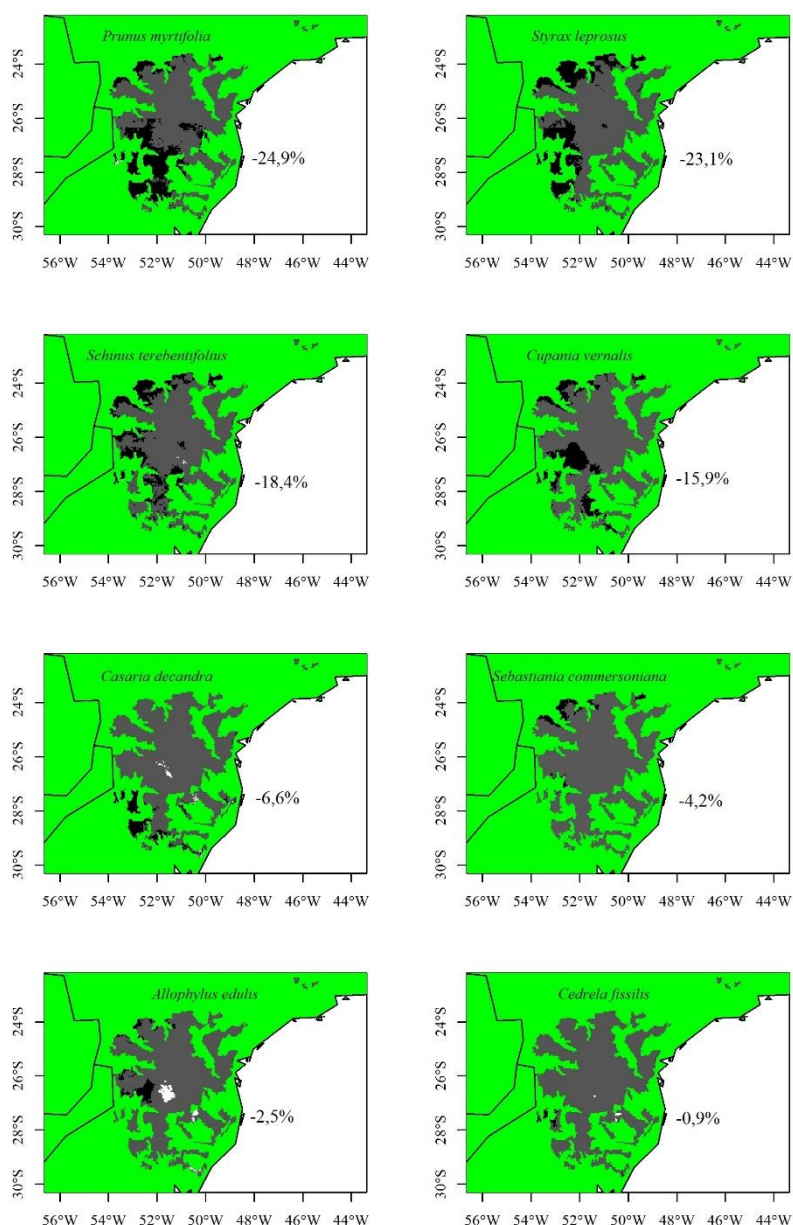 Prunus myrtifolia
24°S
26°S
-24,9%
28°S
30°S
56°W 54°W 52°W 50°W 48°W 46°W 44°W
Styrax leprosus
24°S
26°S
-23,1%
28°S
30°S
56°W 54°W 52°W 50°W 48°W 46°W 44°W
Schinus terebentifolius
24°S
26°S
-18,4%
28°S
30°S
56°W 54°W 52°W 50°W 48°W 46°W 44°W
Cupania vernalis
24°S
26°S
-15,9%
28°S
30°S
56°W 54°W 52°W 50°W 48°W 46°W 44°W
Casaria decandra
24°S
26°S
-6,6%
28°S
30°S
56°W 54°W 52°W 50°W 48°W 46°W 44°W
Sebastiania commersoniana
24°S
26°S
-4,2%
28°S
30°S
56°W 54°W 52°W 50°W 48°W 46°W 44°W
Allophylus edulis
24°S
26°S
-2,5%
28°S
30°S
56°W 54°W 52°W 50°W 48°W 46°W 44°W
Cedrela fissilis
24°S
26°S
-0,9%
28°S
30°S
56°W 54°W 52°W 50°W 48°W 46°W 44°W